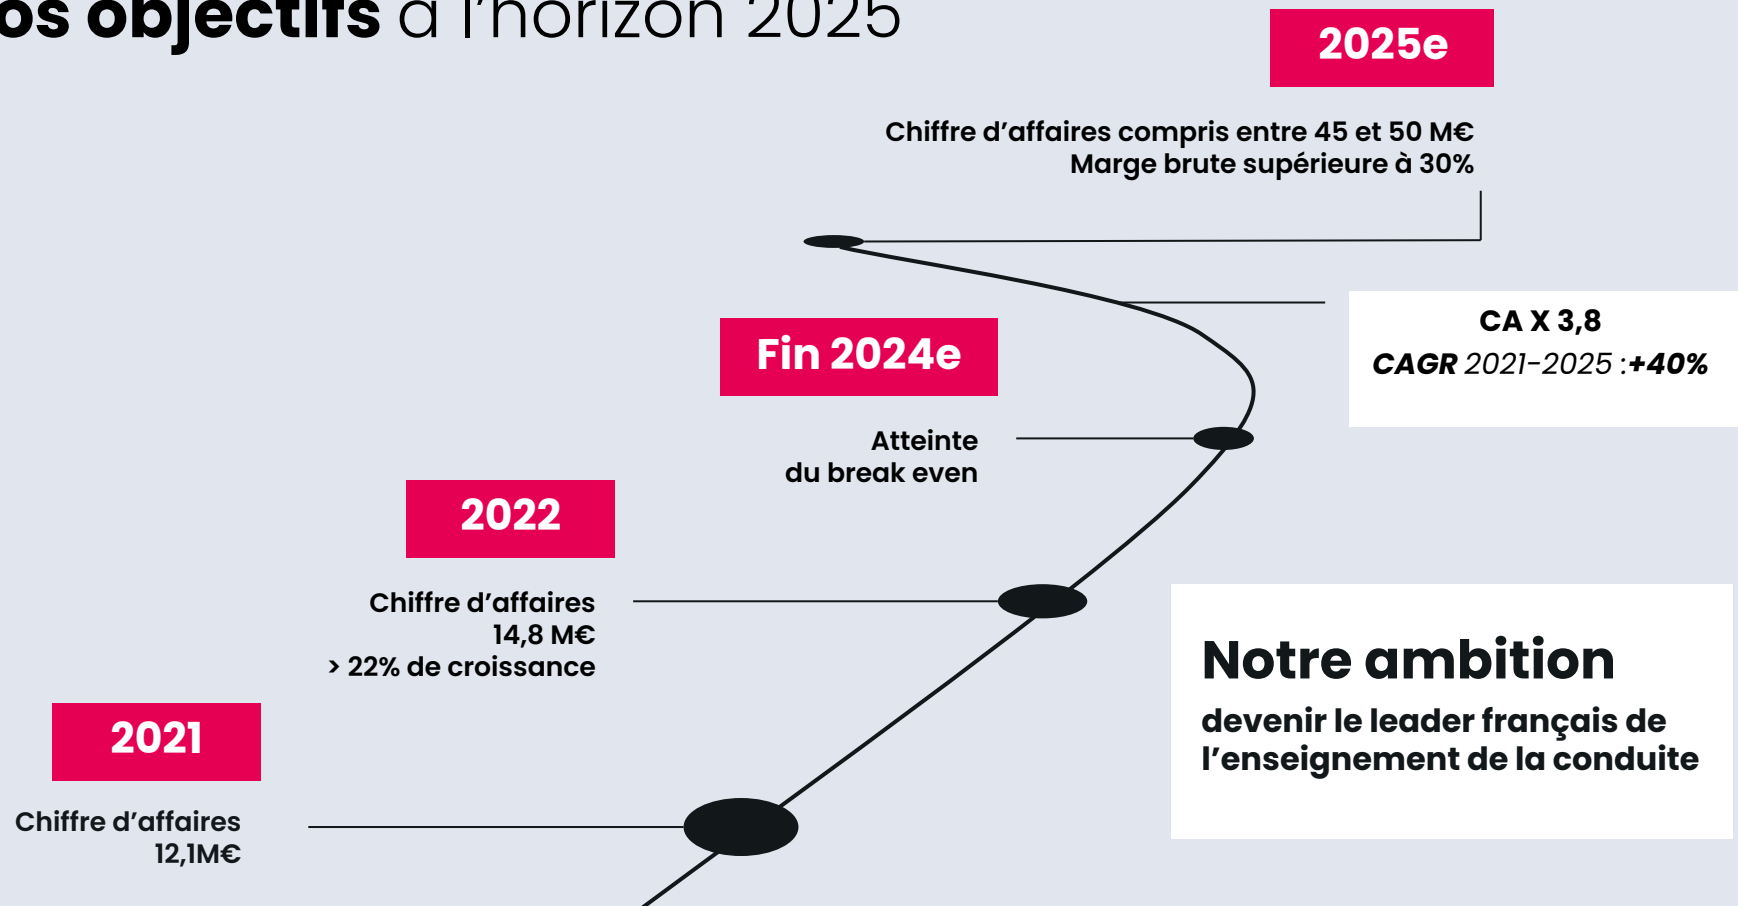 os objectifs à l’horizon 2025
2025e
Chiffre d’affaires compris entre 45 et 50 M€
Marge brute supérieure à 30%
CA X 3,8
CAGR 2021-2025 :+40%
Fin 2024e
Atteinte
du break even
2022
Chiffre d’affaires
14,8 M€
> 22% de croissance
Notre ambition
devenir le leader français de
l’enseignement de la conduite
2021
Chiffre d’affaires
12,1M€